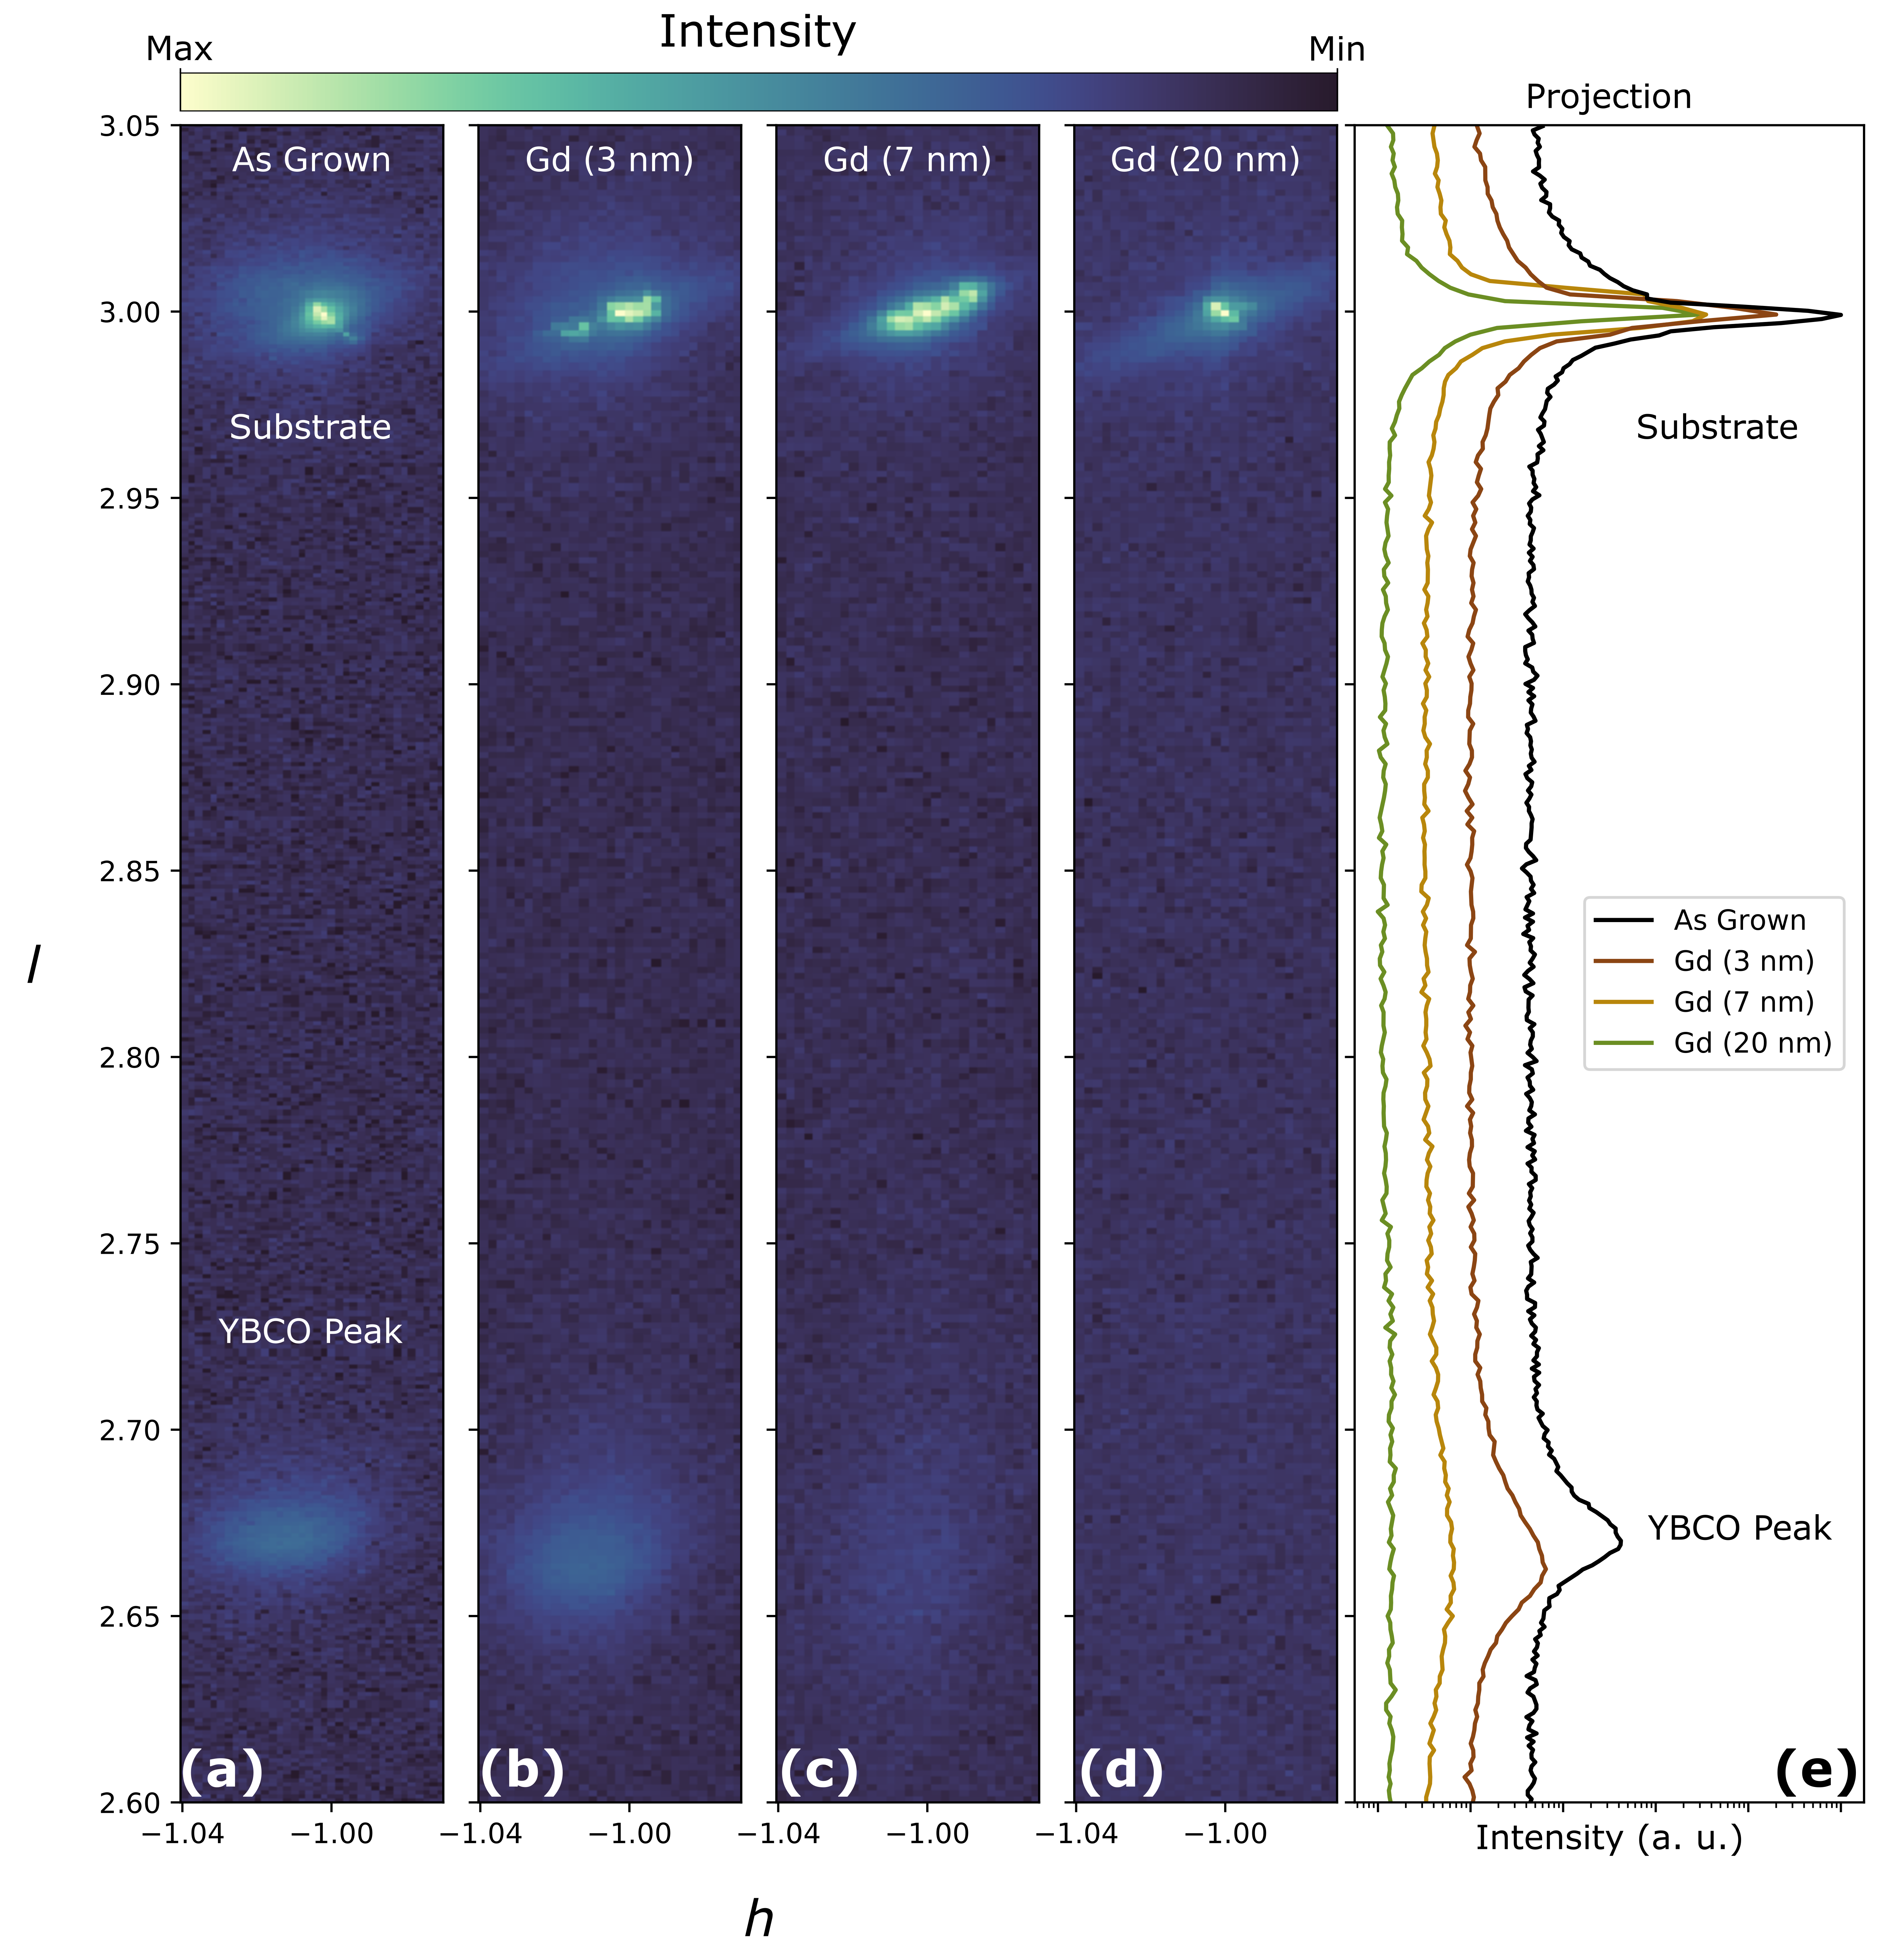 Intensity
Max
Min
Projection
As Grown
Gd (3 nm)
Gd (7 nm)
Gd (20 nm)
3.05
3.00
2.95
2.90
2.85
2.80
2.75
2.70
2.65
2.60
l
Substrate
YBCO Peak
Substrate
As Grown
Gd (3 nm)
Gd (7 nm)
Gd (20 nm)
YBCO Peak
(a)
(b)
(c)
(d)
(e)
−1.04
−1.00
−1.04
−1.00
−1.04
−1.00
−1.04
−1.00
Intensity (a. u.)
h